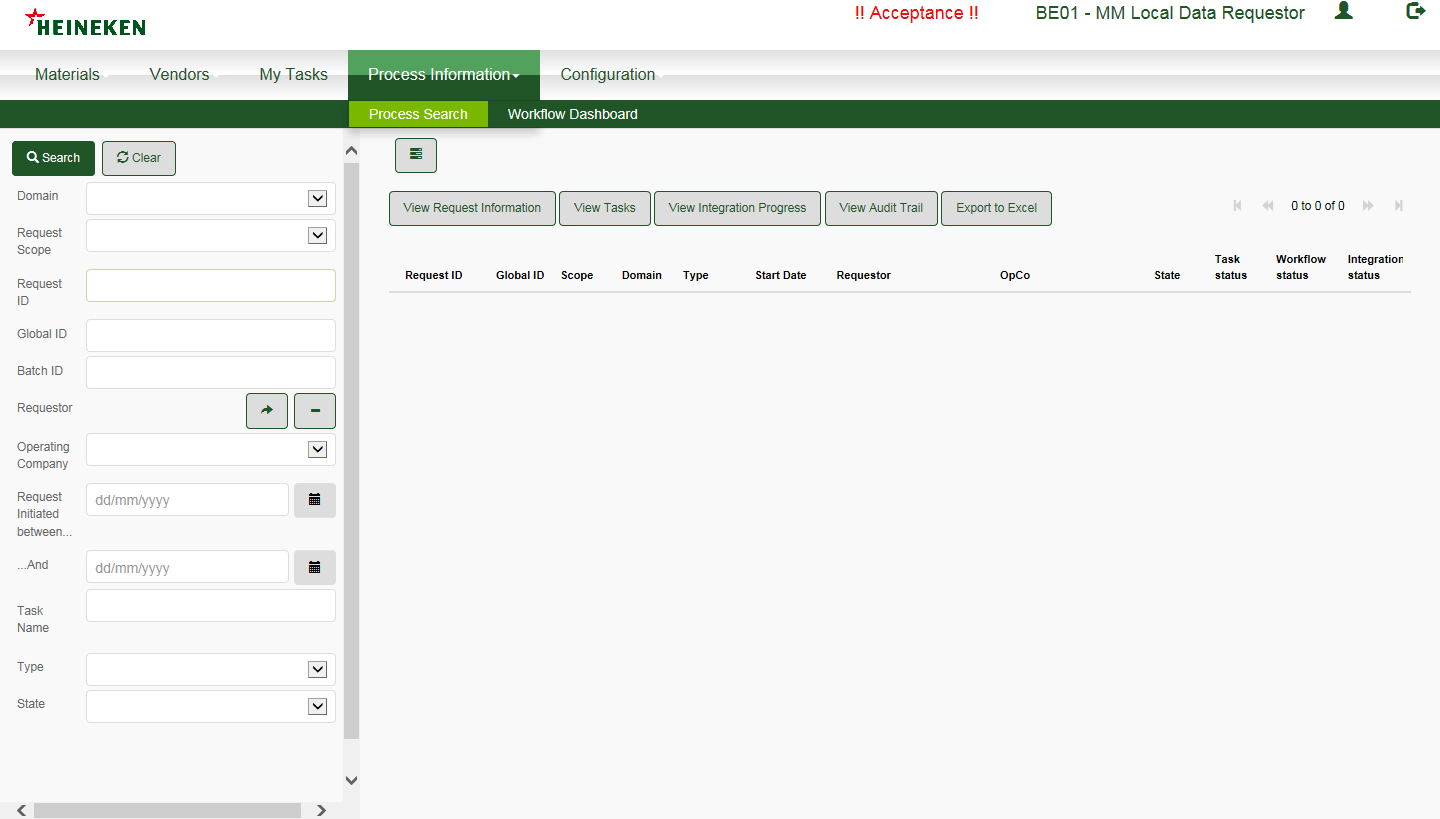 HEINEKEN
!! Acceptance !!
BE01 - MM Local Data Requestor
Materials
Vendors
My Tasks
Process Information
Configuration
Process Search
Workflow Dashboard
Search
Clear
Domain
Request
Scope
Request
ID
Global ID
Batch ID
Requestor
Operating
Company
Request
Initiated
between...
dd/mm/yyyy
...And
dd/mm/yyyy
Task
Name
Type
State
View Request Information
View Tasks
View Integration Progress
View Audit Trail
Export to Excel
0 to 0 of 0
Request ID
Global ID
Scope
Domain
Type
Start Date
Requestor
OpCo
State
Task
status
Workflow
status
Integration
status